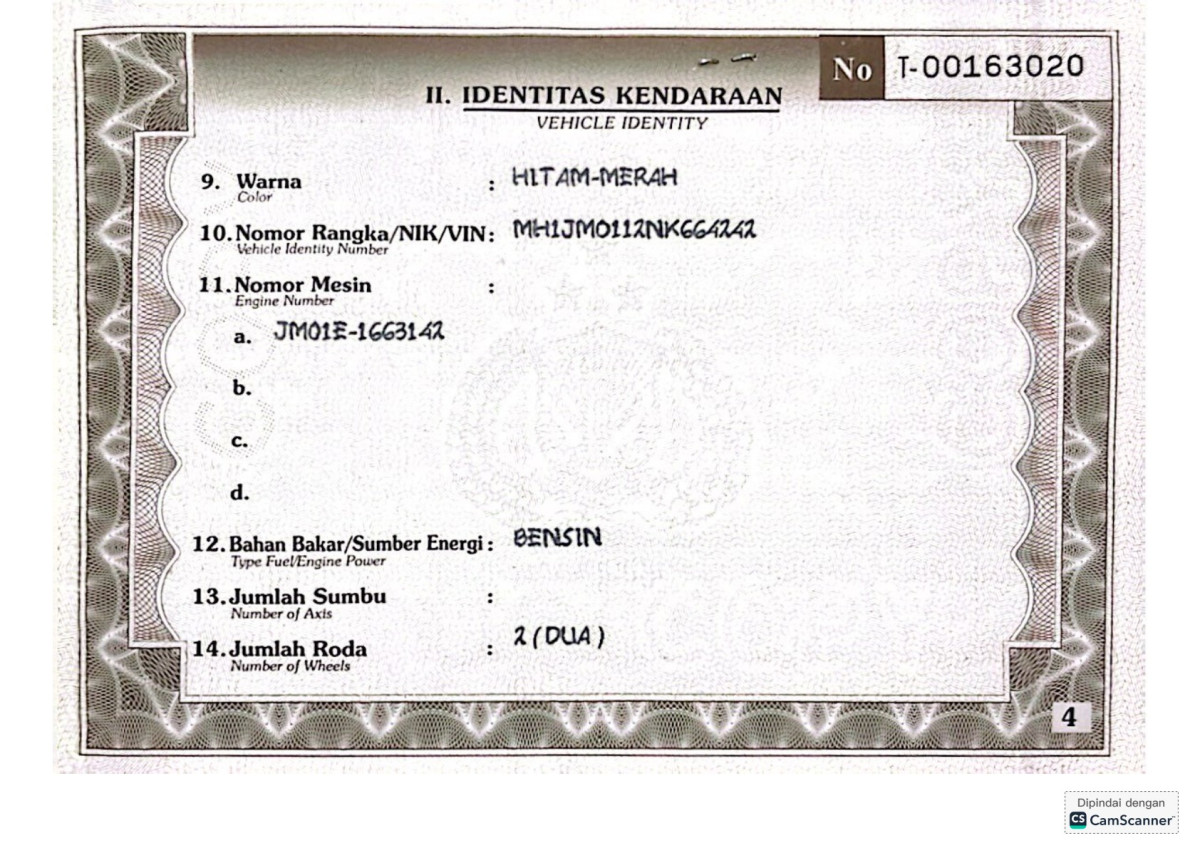 No T-00163020
II. IDENTITAS KENDARAAN
VEHICLE IDENTITY
9. Warna : HITAM-MERAH
Color
10. Nomor Rangka/NIK/VIN : MH1JM0112NK664242
Vehicle Identity Number
11. Nomor Mesin :
Engine Number
a. JM01E-1663142
b.
c.
d.
12. Bahan Bakar/Sumber Energi : BENSIN
Type Fuel/Engine Power
13. Jumlah Sumbu :
Number of Axis
14. Jumlah Roda : 2 (DUA)
Number of Wheels
4
Dipindai dengan
CS CamScanner